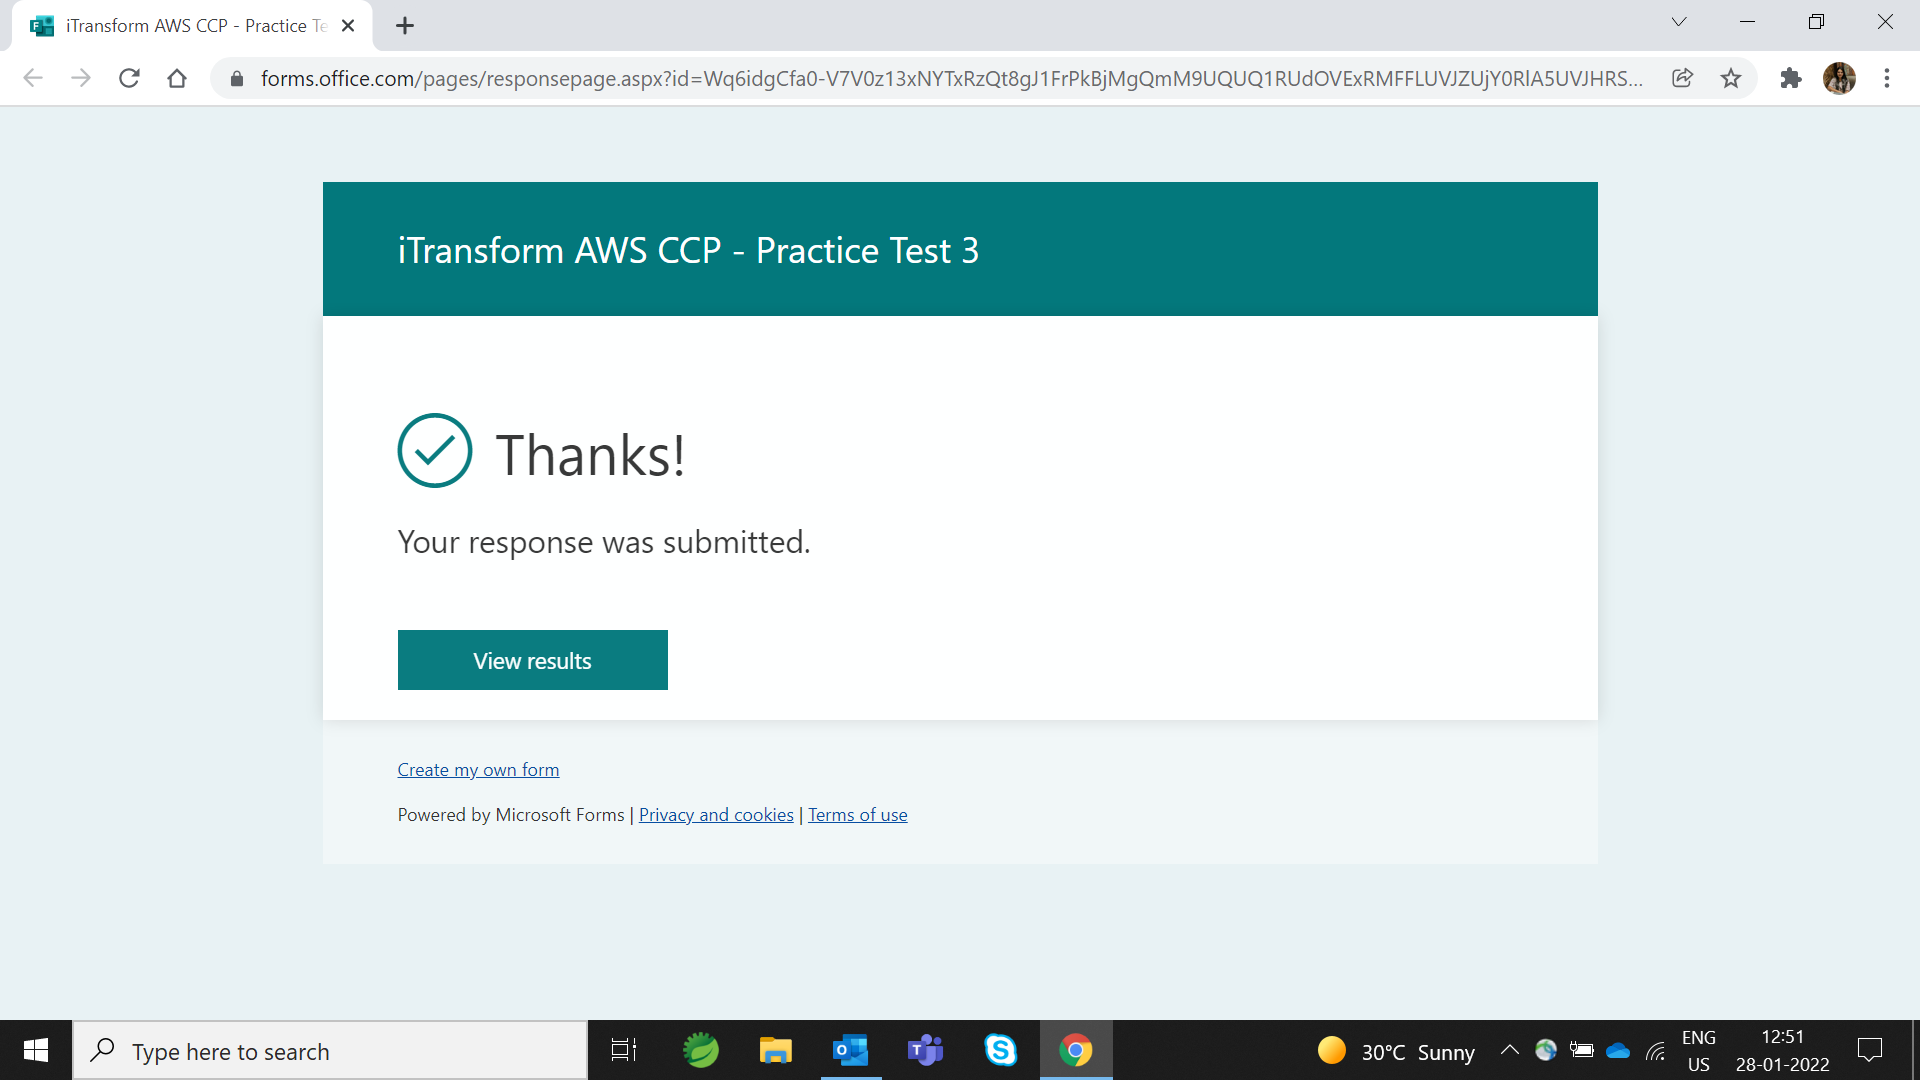 iTransform AWS CCP - Practice Te
forms.office.com/pages/responsepage.aspx?id=Wq6idgCfa0-V7V0z13xNYTxRzQt8gJ1FrPkBjMgQmM9UQUQ1RUdOVExRMFFLUVJZUjY0RlA5UVJHRS...
iTransform AWS CCP - Practice Test 3
Thanks!
Your response was submitted.
View results
Create my own form
Powered by Microsoft Forms | Privacy and cookies | Terms of use
Type here to search
30°C Sunny
ENG
US
12:51
28-01-2022